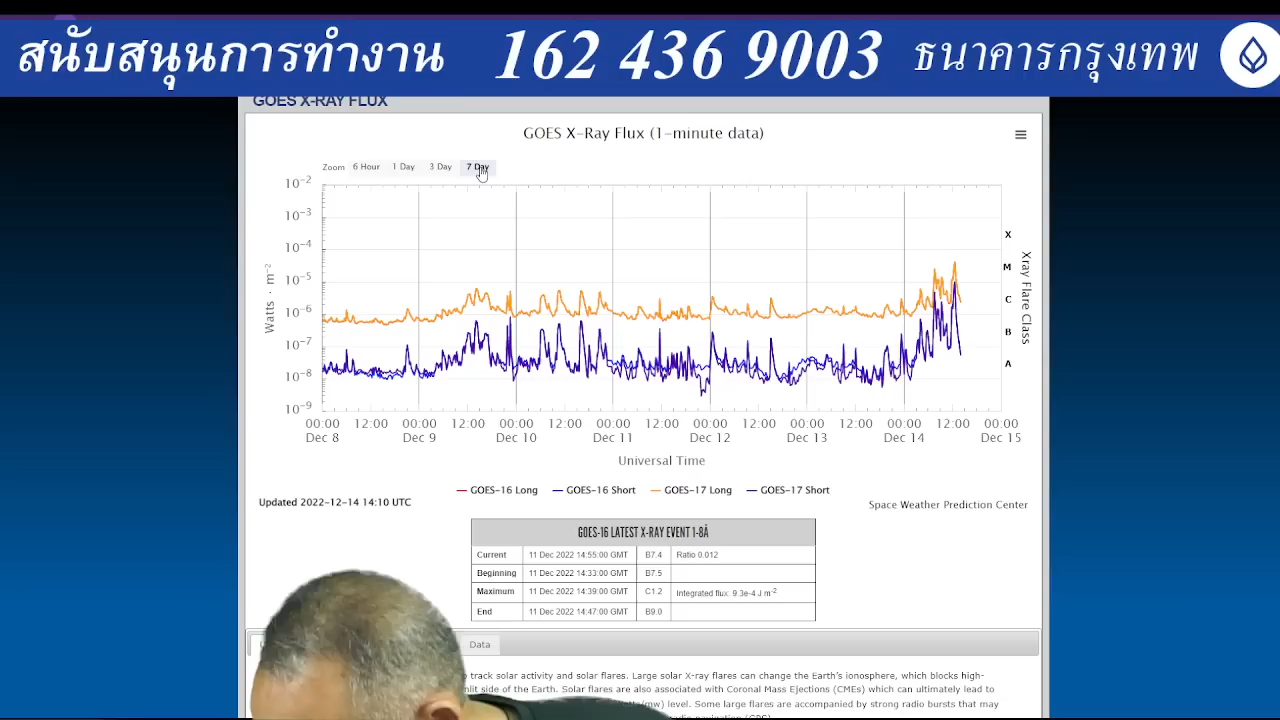 สนับสนุนการทำงาน 162 436 9003 ธนาคารกรุงเทพ
GOES X-RAY FLUX
GOES X-Ray Flux (1-minute data)
Zoom 6 Hour 1 Day 3 Day 7 Day
10⁻²
10⁻³
10⁻⁴
10⁻⁵
10⁻⁶
10⁻⁷
10⁻⁸
10⁻⁹
Watts · m⁻²
X
M
C
B
A
Xray Flare Class
00:00 12:00 00:00 12:00 00:00 12:00 00:00 12:00 00:00 12:00 00:00 12:00 00:00 12:00 00:00
Dec 8 Dec 9 Dec 10 Dec 11 Dec 12 Dec 13 Dec 14 Dec 15
Universal Time
GOES-16 Long GOES-16 Short GOES-17 Long GOES-17 Short
Updated 2022-12-14 14:10 UTC
Space Weather Prediction Center
GOES-16 LATEST X-RAY EVENT 1-8Å
Current 11 Dec 2022 14:55:00 GMT B7.4 Ratio 0.012
Beginning 11 Dec 2022 14:33:00 GMT B7.5
Maximum 11 Dec 2022 14:39:00 GMT C1.2 Integrated flux: 9.3e-4 J m⁻²
End 11 Dec 2022 14:47:00 GMT B9.0
Data
track solar activity and solar flares. Large solar X-ray flares can change the Earth's ionosphere, which blocks high-
side of the Earth. Solar flares are also associated with Coronal Mass Ejections (CMEs) which can ultimately lead to
level. Some large flares are accompanied by strong radio bursts that may